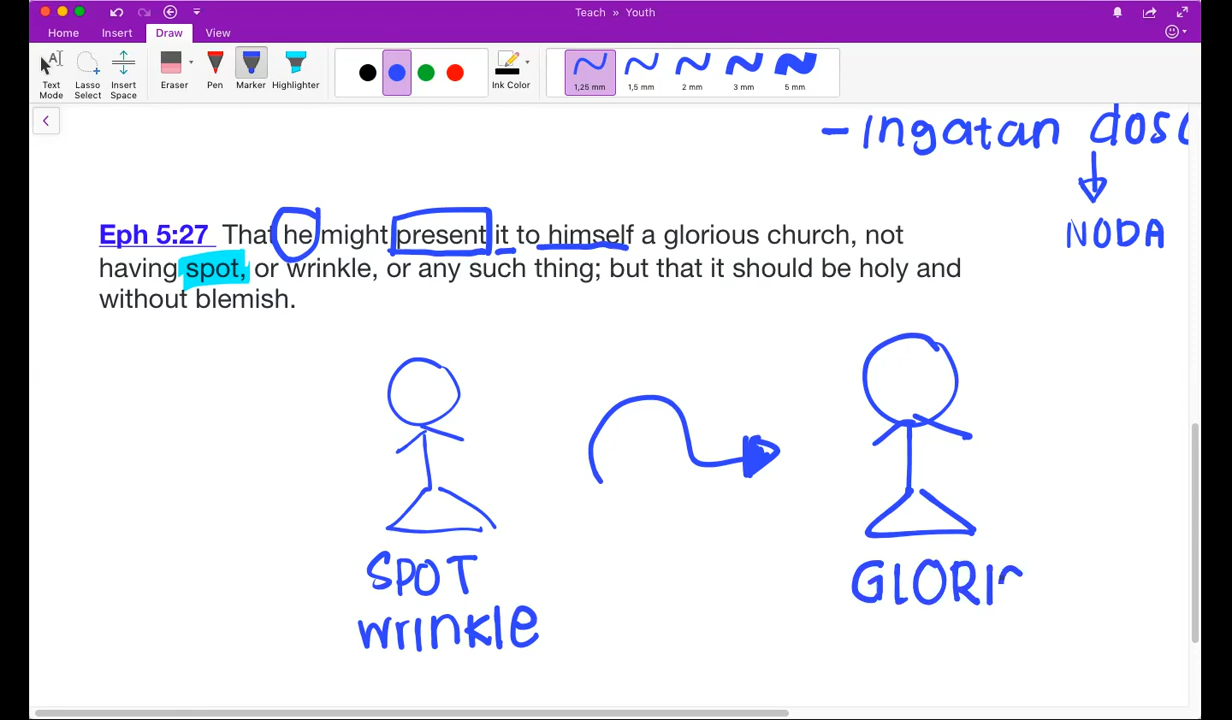 Teach » Youth
Home Insert Draw View
Text Mode
Lasso Select
Insert Space
Eraser
Pen
Marker
Highlighter
Ink Color
1,25 mm
1,5 mm
2 mm
3 mm
5 mm
- Ingatan
↓
NODA
Eph 5:27 That he might present it to himself a glorious church, not
having spot, or wrinkle, or any such thing; but that it should be holy and
without blemish.
SPOT
wrinkle
GLORI